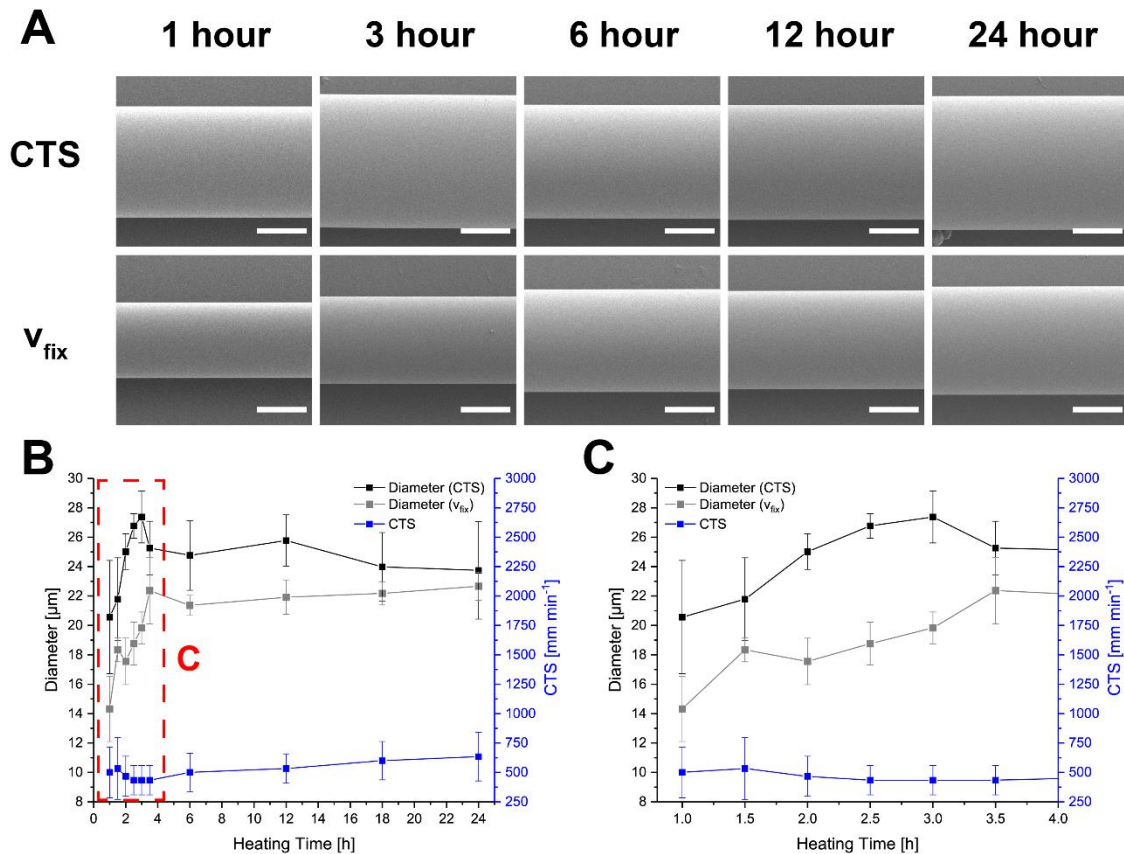 A
1 hour 3 hour 6 hour 12 hour 24 hour
CTS
v_fix
B
30
28
26
24
22
20
18
16
14
12
10
8
Diameter [µm]
0 2 4 6 8 10 12 14 16 18 20 22 24
Heating Time [h]
3000
2750
2500
2250
2000
1750
1500
1250
1000
750
500
250
CTS [mm min⁻¹]
Diameter (CTS)
Diameter (v_fix)
CTS
C
C
30
28
26
24
22
20
18
16
14
12
10
8
Diameter [µm]
1.0 1.5 2.0 2.5 3.0 3.5 4.0
Heating Time [h]
3000
2750
2500
2250
2000
1750
1500
1250
1000
750
500
250
CTS [mm min⁻¹]
Diameter (CTS)
Diameter (v_fix)
CTS